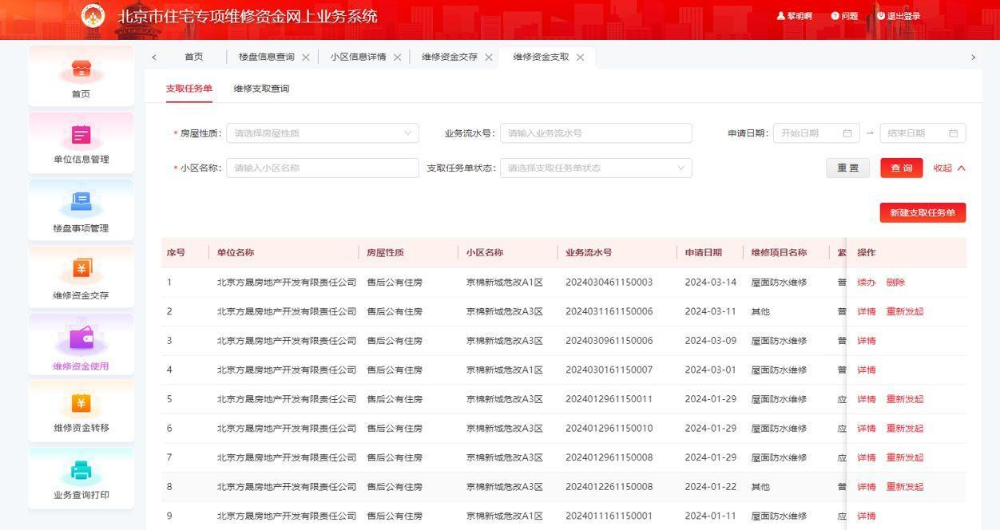 北京市住宅专项维修资金网上业务系统
黎明啊 问题 退出登录
首页 楼盘信息查询 小区信息详情 维修资金交存 维修资金支取
首页
单位信息管理
楼盘事项管理
维修资金交存
维修资金使用
维修资金转移
业务查询打印
支取任务单 维修支取查询
* 房屋性质: 请选择房屋性质 业务流水号: 请输入业务流水号 申请日期: 开始日期 → 结束日期
* 小区名称: 请输入小区名称 支取任务单状态: 请选择支取任务单状态 重置 查询 收起
新建支取任务单
序号 单位名称 房屋性质 小区名称 业务流水号 申请日期 维修项目名称 紧 操作
1 北京方晟房地产开发有限责任公司 售后公有住房 京棉新城危改A1区 2024030461150003 2024-03-14 屋面防水维修 普 续办 删除
2 北京方晟房地产开发有限责任公司 售后公有住房 京棉新城危改A3区 2024031161150006 2024-03-11 其他 普 详情 重新发起
3 北京方晟房地产开发有限责任公司 售后公有住房 京棉新城危改A3区 2024030961150006 2024-03-09 屋面防水维修 普 详情
4 北京方晟房地产开发有限责任公司 售后公有住房 京棉新城危改A1区 2024030161150007 2024-03-01 屋面防水维修 普 详情
5 北京方晟房地产开发有限责任公司 售后公有住房 京棉新城危改A3区 2024012961150011 2024-01-29 屋面防水维修 应 详情 重新发起
6 北京方晟房地产开发有限责任公司 售后公有住房 京棉新城危改A3区 2024012961150010 2024-01-29 屋面防水维修 应 详情 重新发起
7 北京方晟房地产开发有限责任公司 售后公有住房 京棉新城危改A3区 2024012961150008 2024-01-29 屋面防水维修 应 详情 重新发起
8 北京方晟房地产开发有限责任公司 售后公有住房 京棉新城危改A3区 2024012261150008 2024-01-22 其他 普 详情 重新发起
9 北京方晟房地产开发有限责任公司 售后公有住房 京棉新城危改A3区 2024011161150001 2024-01-11 屋面防水维修 应 详情